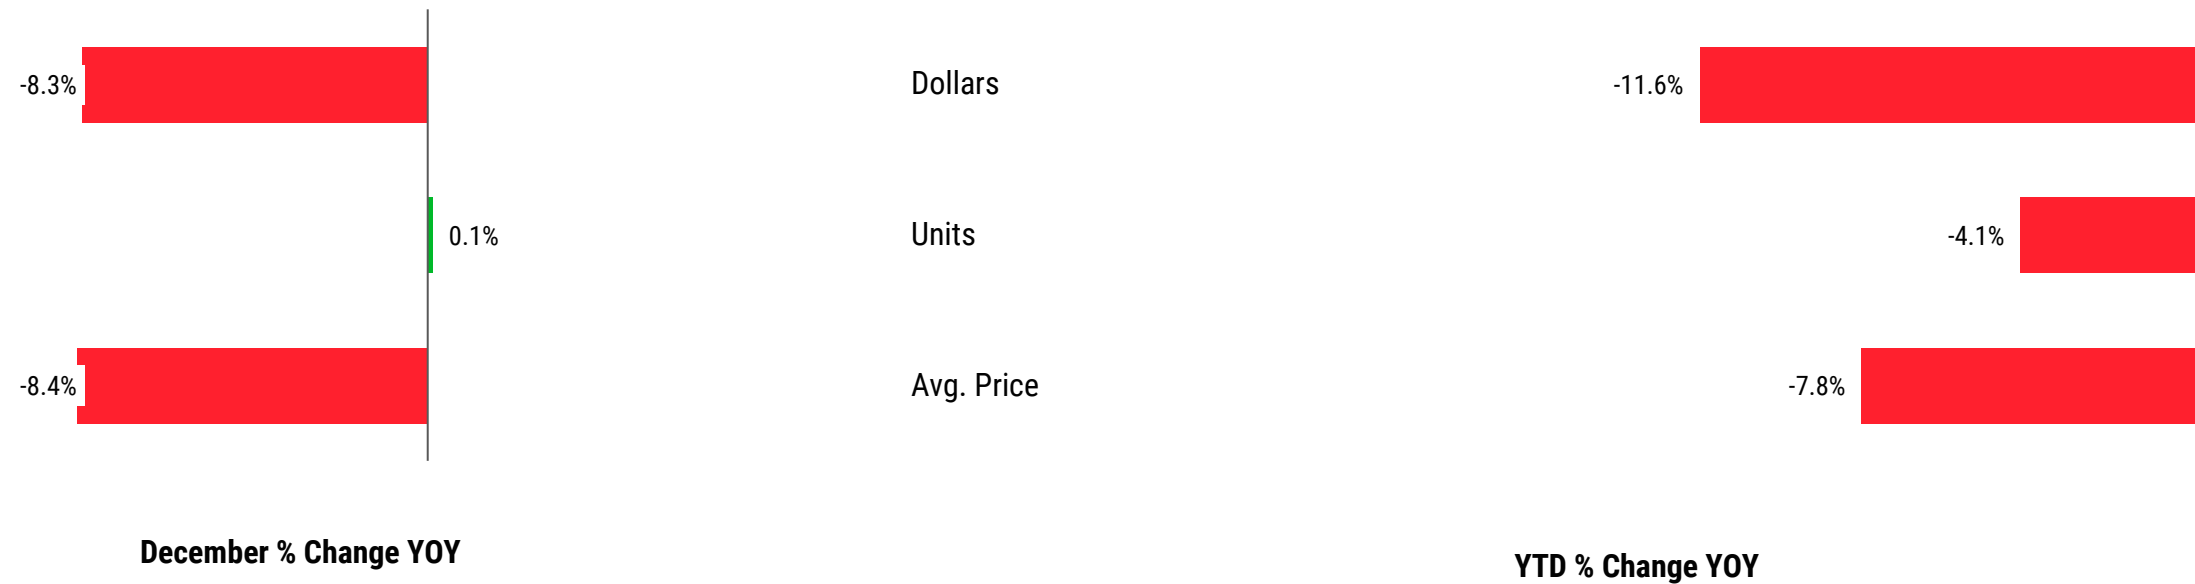 -8.3%
Dollars
-11.6%
0.1%
Units
-4.1%
-8.4%
Avg. Price
-7.8%
December % Change YOY
YTD % Change YOY